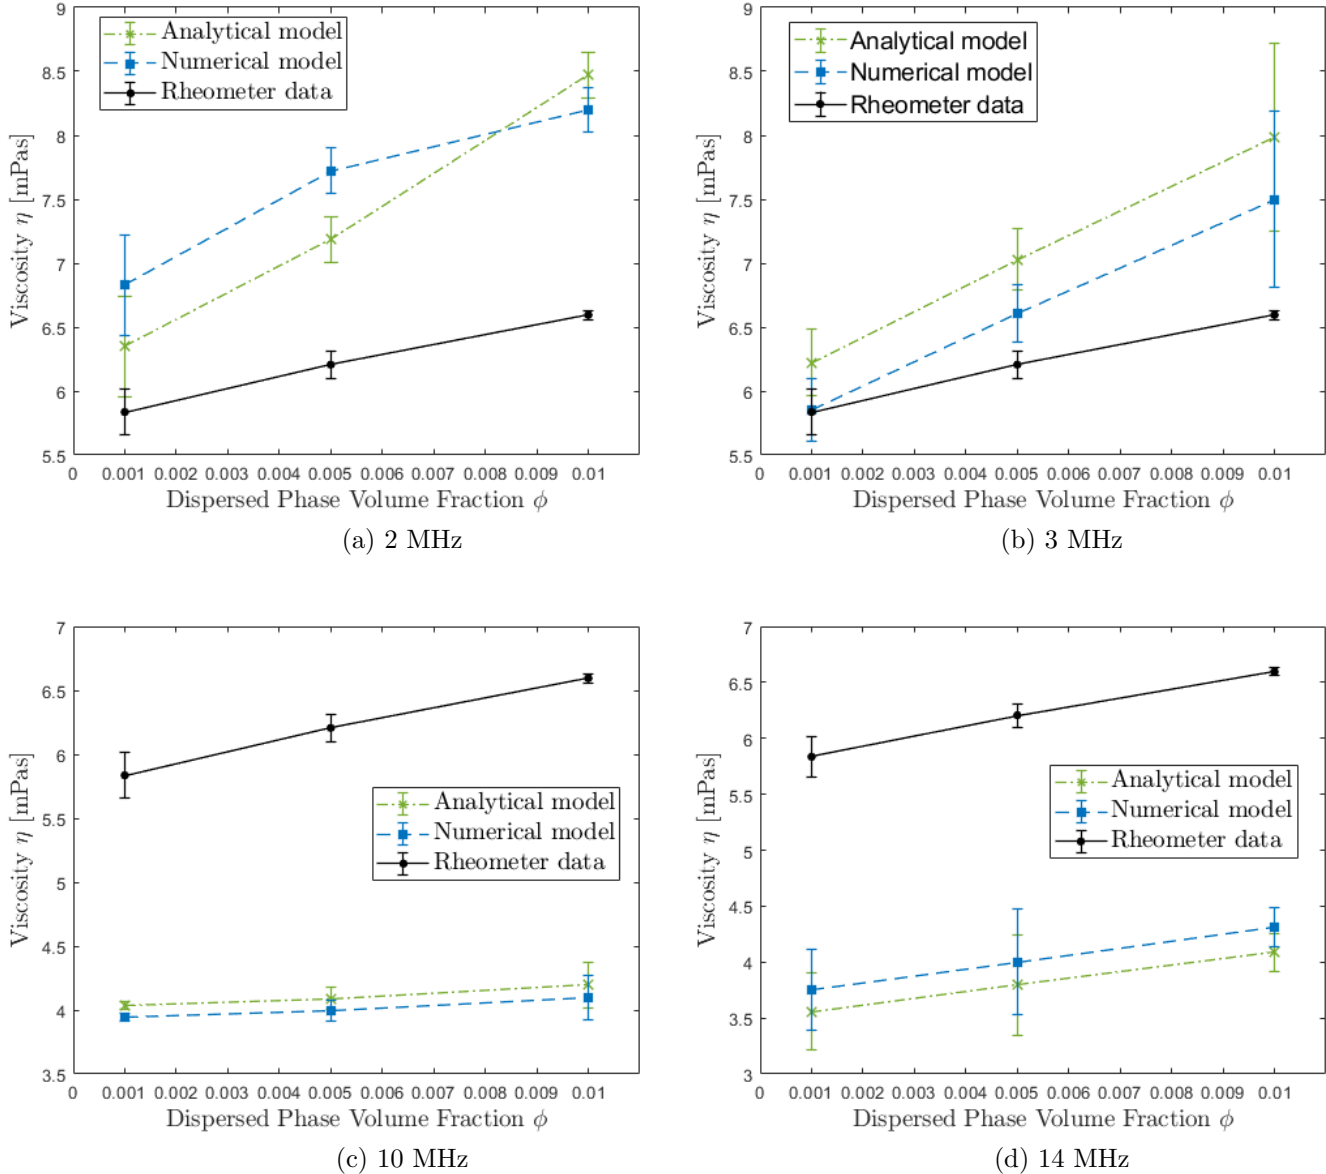 9
8.5
8
7.5
7
6.5
6
5.5
Viscosity η [mPas]
Analytical model
Numerical model
Rheometer data
0 0.001 0.002 0.003 0.004 0.005 0.006 0.007 0.008 0.009 0.01
Dispersed Phase Volume Fraction ϕ
(a) 2 MHz
9
8.5
8
7.5
7
6.5
6
5.5
Viscosity η [mPas]
Analytical model
Numerical model
Rheometer data
0 0.001 0.002 0.003 0.004 0.005 0.006 0.007 0.008 0.009 0.01
Dispersed Phase Volume Fraction ϕ
(b) 3 MHz
7
6.5
6
5.5
5
4.5
4
3.5
Viscosity η [mPas]
Analytical model
Numerical model
Rheometer data
0 0.001 0.002 0.003 0.004 0.005 0.006 0.007 0.008 0.009 0.01
Dispersed Phase Volume Fraction ϕ
(c) 10 MHz
7
6.5
6
5.5
5
4.5
4
3.5
3
Viscosity η [mPas]
Analytical model
Numerical model
Rheometer data
0 0.001 0.002 0.003 0.004 0.005 0.006 0.007 0.008 0.009 0.01
Dispersed Phase Volume Fraction ϕ
(d) 14 MHz